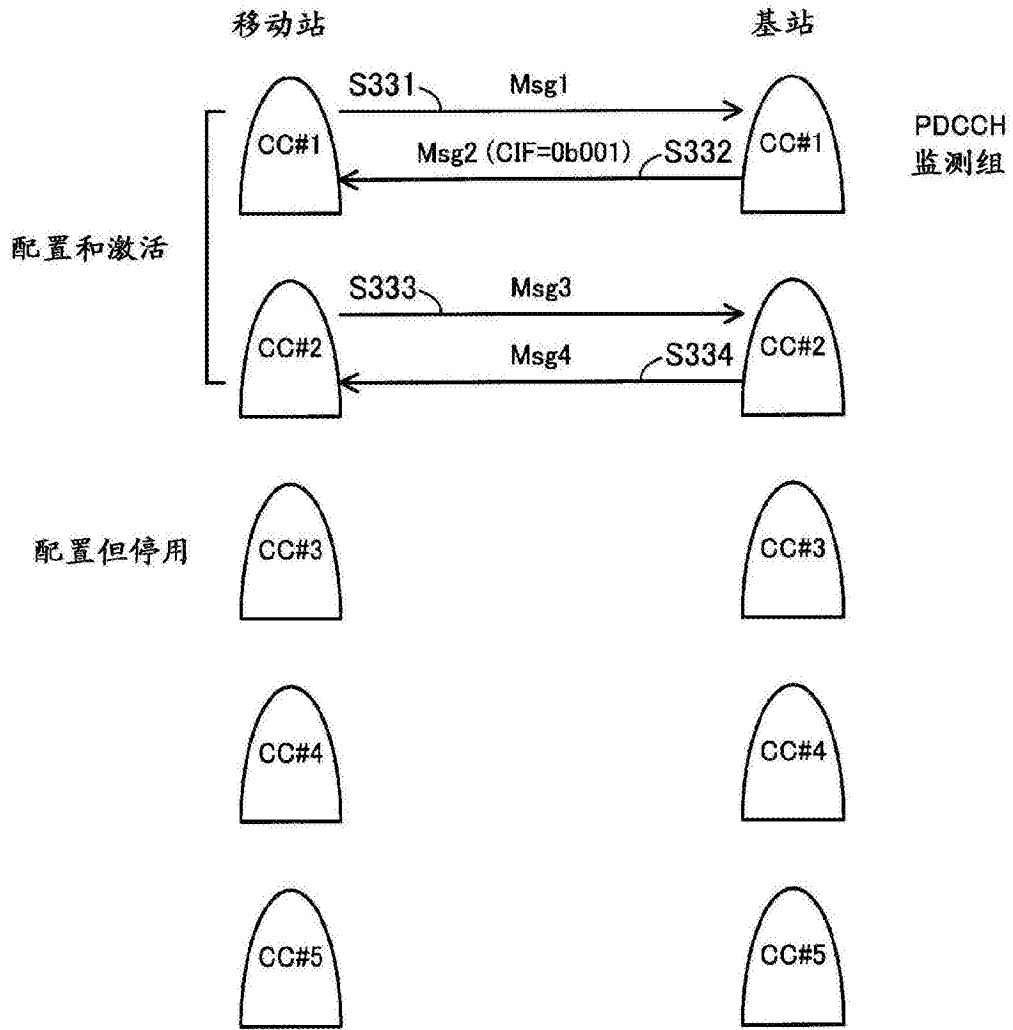 移动站
基站
S331
Msg1
CC#1
CC#1
PDCCH
监测组
Msg2 (CIF=0b001)
S332
配置和激活
S333
Msg3
CC#2
CC#2
Msg4
S334
配置但停用
CC#3
CC#3
CC#4
CC#4
CC#5
CC#5